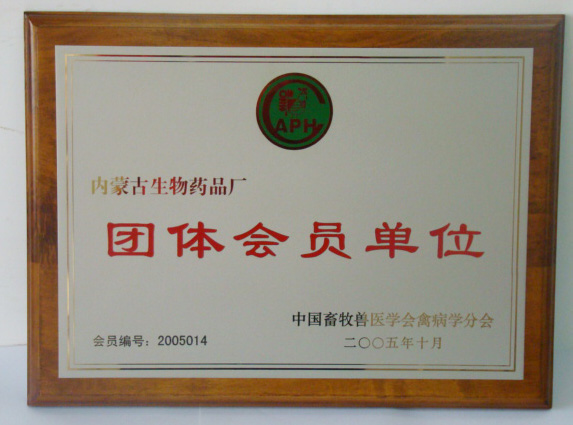 CAPH
内蒙古生物药品厂
团体会员单位
中国畜牧兽医学会禽病学分会
会员编号：2005014
二〇〇五年十月